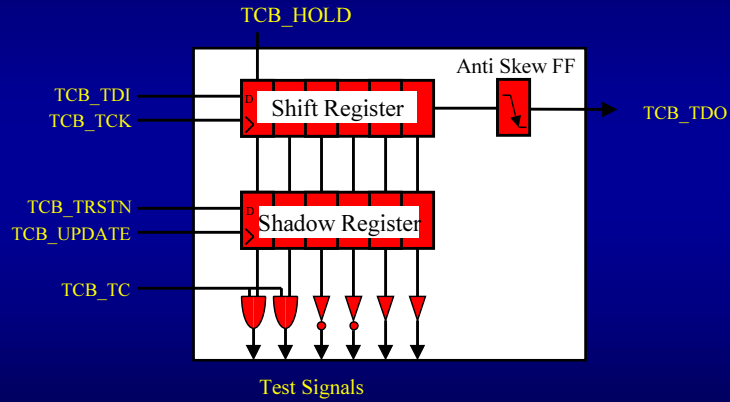 TCB_HOLD
Anti Skew FF
TCB_TDI
D
Shift Register
TCB_TCK
TCB_TDO
TCB_TRSTN
D
Shadow Register
TCB_UPDATE
TCB_TC
Test Signals